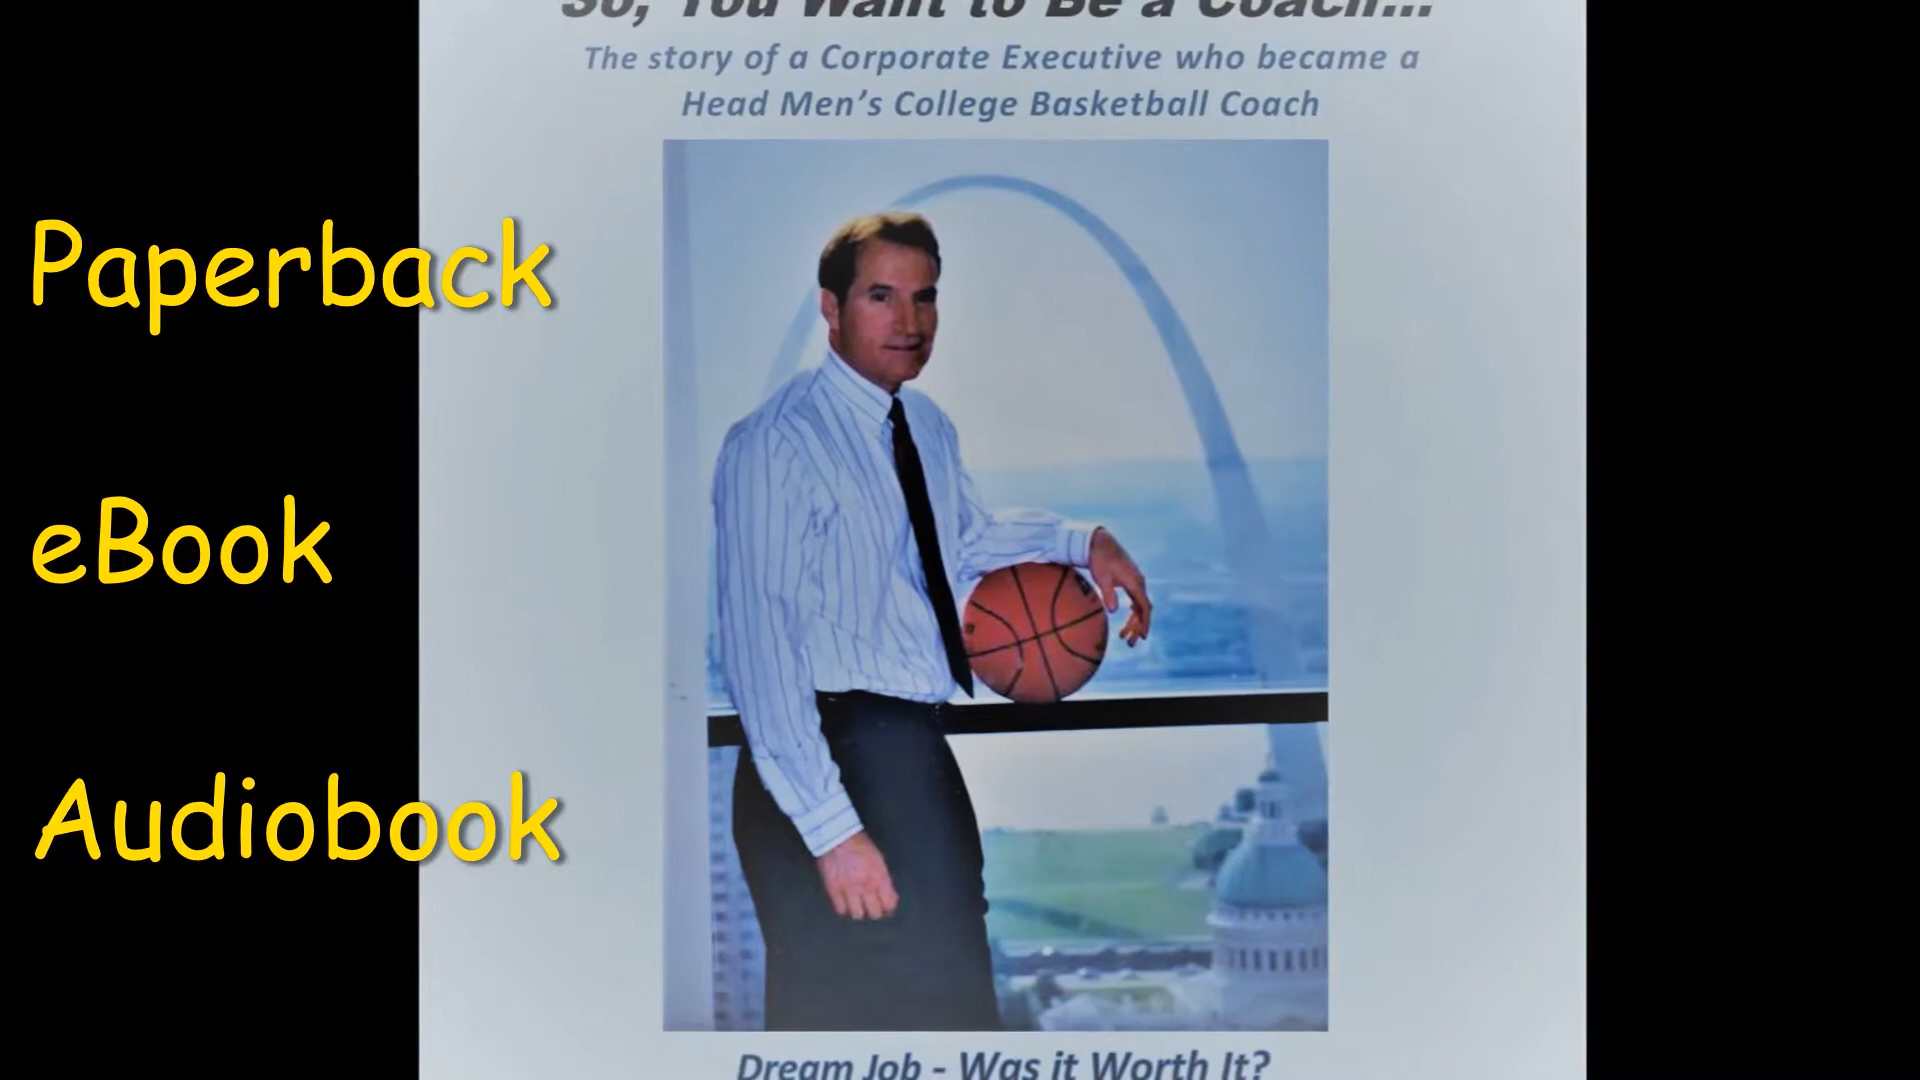 So, You Want to Be a Coach...
The story of a Corporate Executive who became a
Head Men's College Basketball Coach
Paperback
eBook
Audiobook
Dream Job - Was it Worth It?